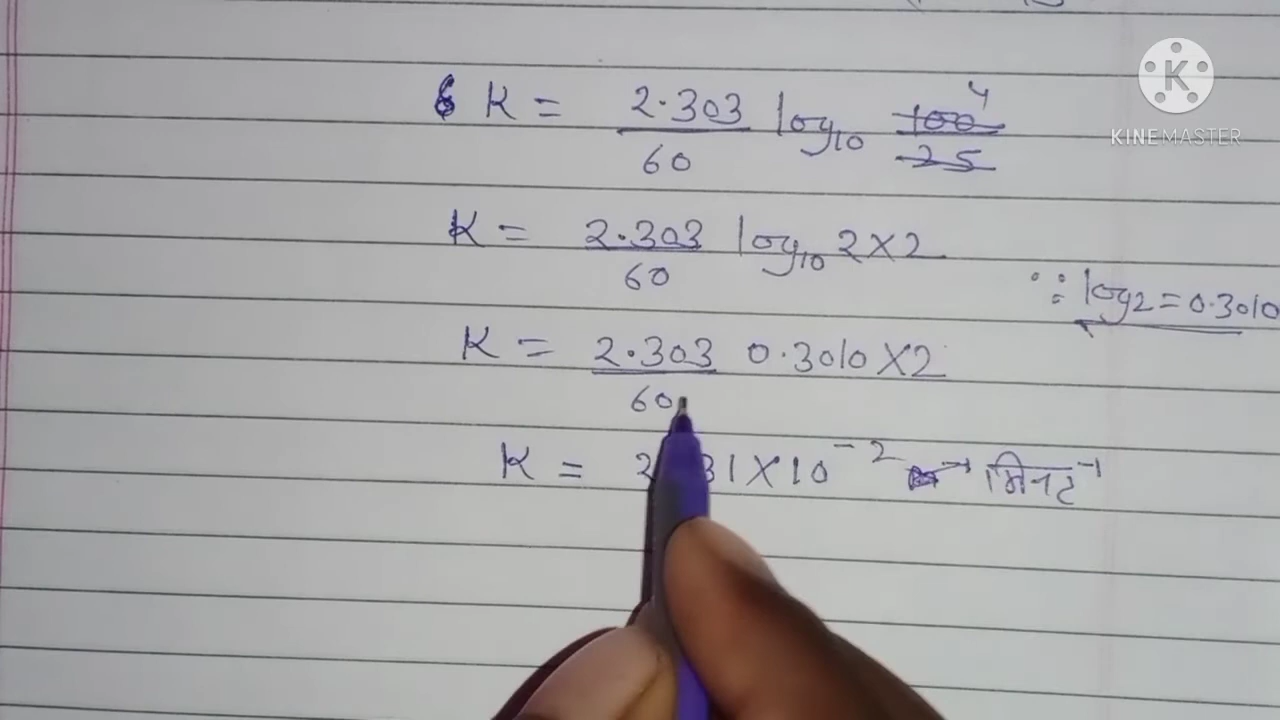 K = 2.303/60 log10 100/25 4
K = 2.303/60 log10 2×2
∵ log2 = 0.3010
K = 2.303/60 0.3010×2
K = 31×10⁻² मिनट⁻¹
K
KINEMASTER